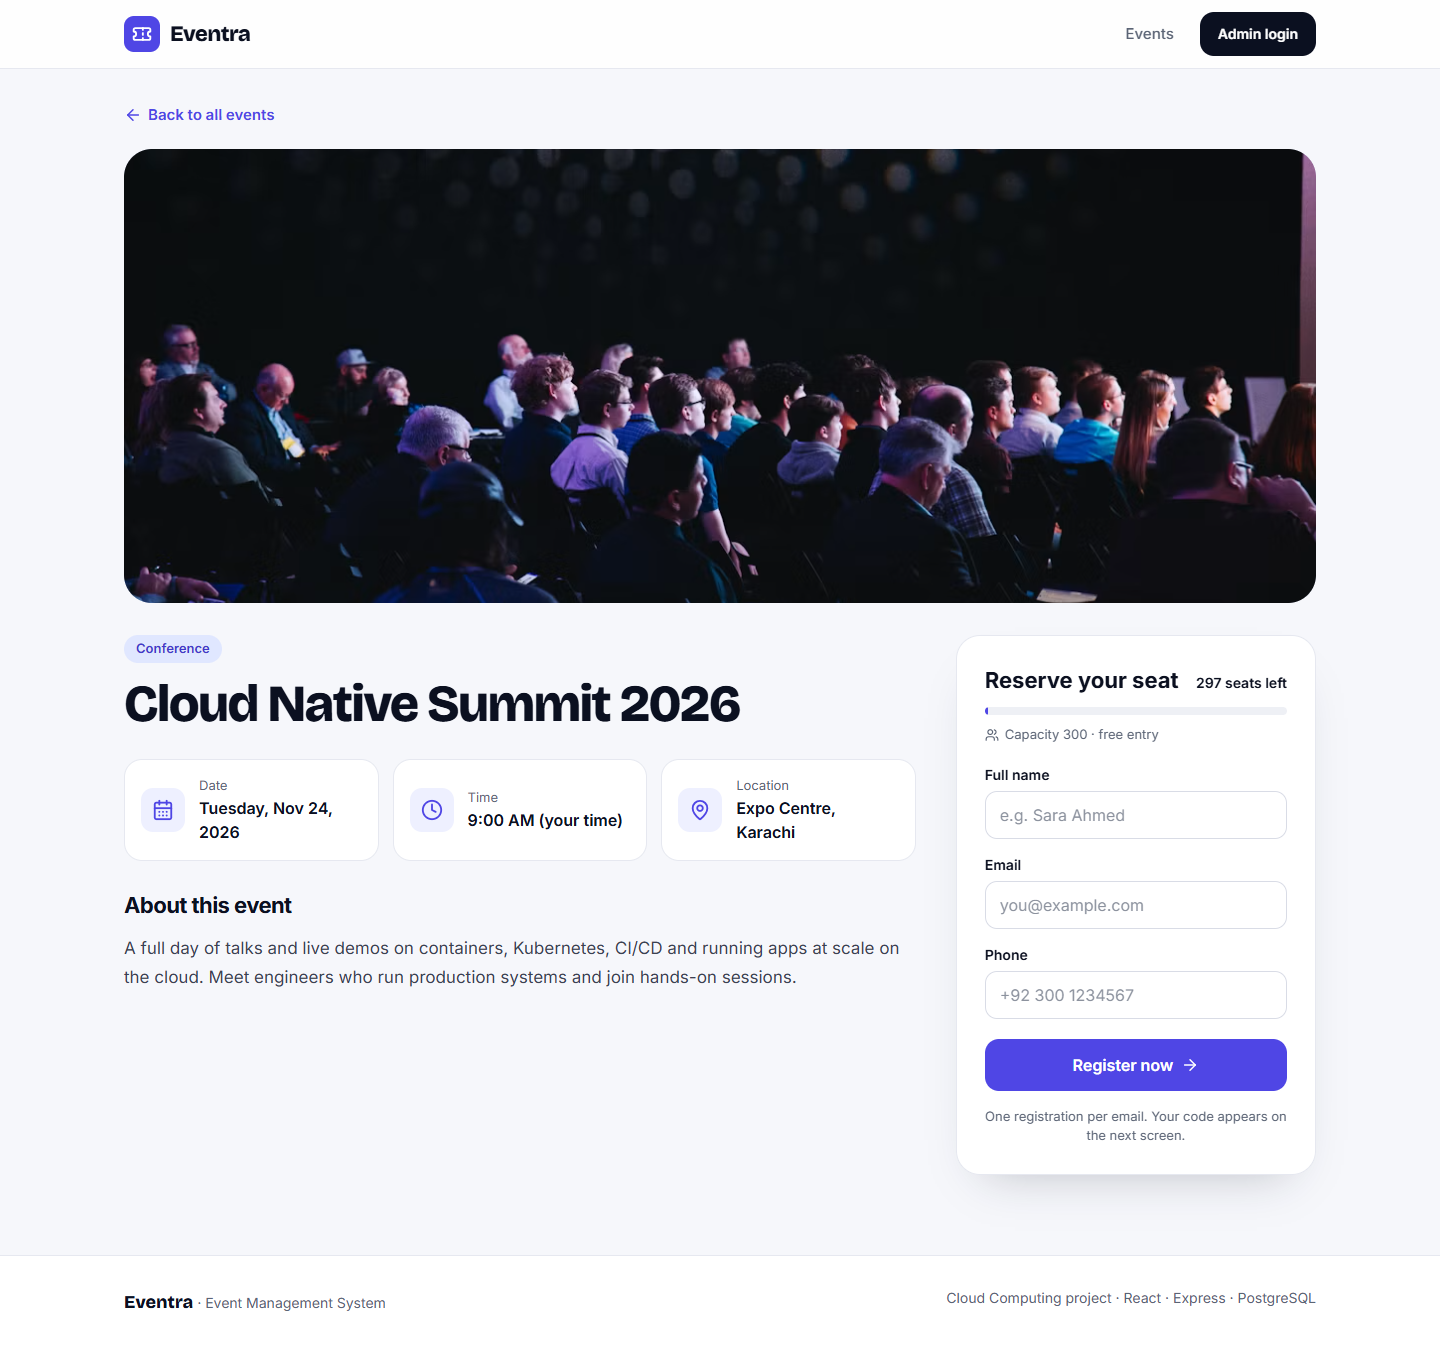 Eventra
Events
Admin login
Back to all events
Conference
Cloud Native Summit 2026
Date
Tuesday, Nov 24,
2026
Time
9:00 AM (your time)
Location
Expo Centre,
Karachi
About this event
A full day of talks and live demos on containers, Kubernetes, CI/CD and running apps at scale on
the cloud. Meet engineers who run production systems and join hands-on sessions.
Reserve your seat
297 seats left
Capacity 300 · free entry
Full name
e.g. Sara Ahmed
Email
you@example.com
Phone
+92 300 1234567
Register now
One registration per email. Your code appears on
the next screen.
Eventra · Event Management System
Cloud Computing project · React · Express · PostgreSQL